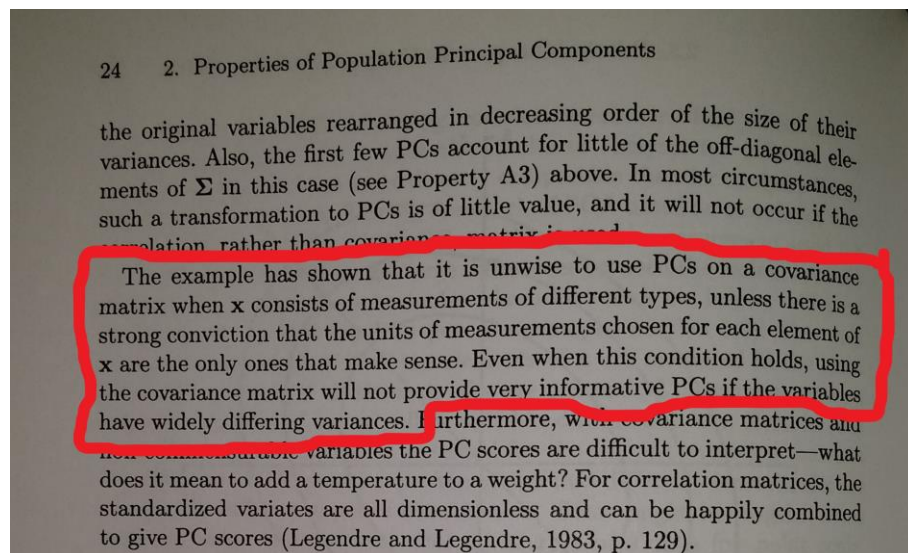 24 2. Properties of Population Principal Components
the original variables rearranged in decreasing order of the size of their
variances. Also, the first few PCs account for little of the off-diagonal ele-
ments of Σ in this case (see Property A3) above. In most circumstances,
such a transformation to PCs is of little value, and it will not occur if the
rather than matrix
The example has shown that it is unwise to use PCs on a covariance
matrix when x consists of measurements of different types, unless there is a
strong conviction that the units of measurements chosen for each element of
x are the only ones that make sense. Even when this condition holds, using
the covariance matrix will not provide very informative PCs if the variables
have widely differing variances. Furthermore, with covariance matrices and
variables the PC scores are difficult to interpret—what
does it mean to add a temperature to a weight? For correlation matrices, the
standardized variates are all dimensionless and can be happily combined
to give PC scores (Legendre and Legendre, 1983, p. 129).